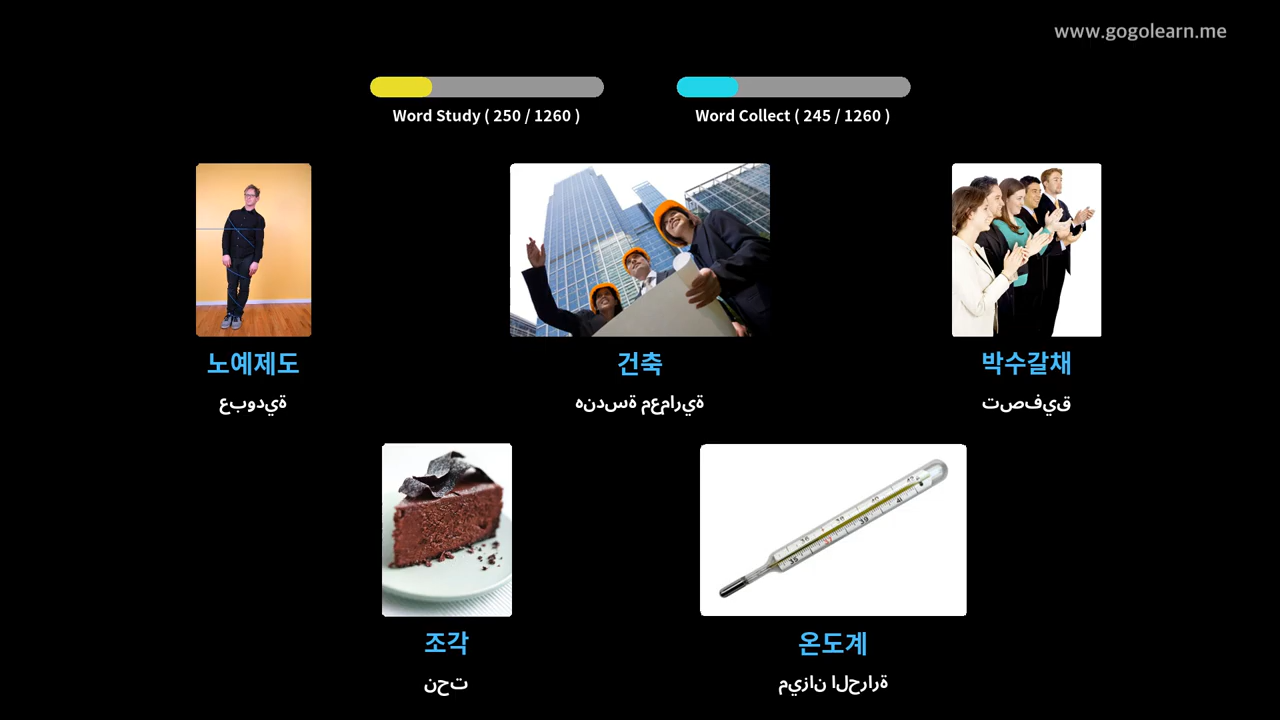 www.gogolearn.me
Word Study ( 250 / 1260 )
Word Collect ( 245 / 1260 )
노예제도
عبودية
건축
هندسة معمارية
박수갈채
تصفيق
조각
نحت
온도계
ميزان الحرارة